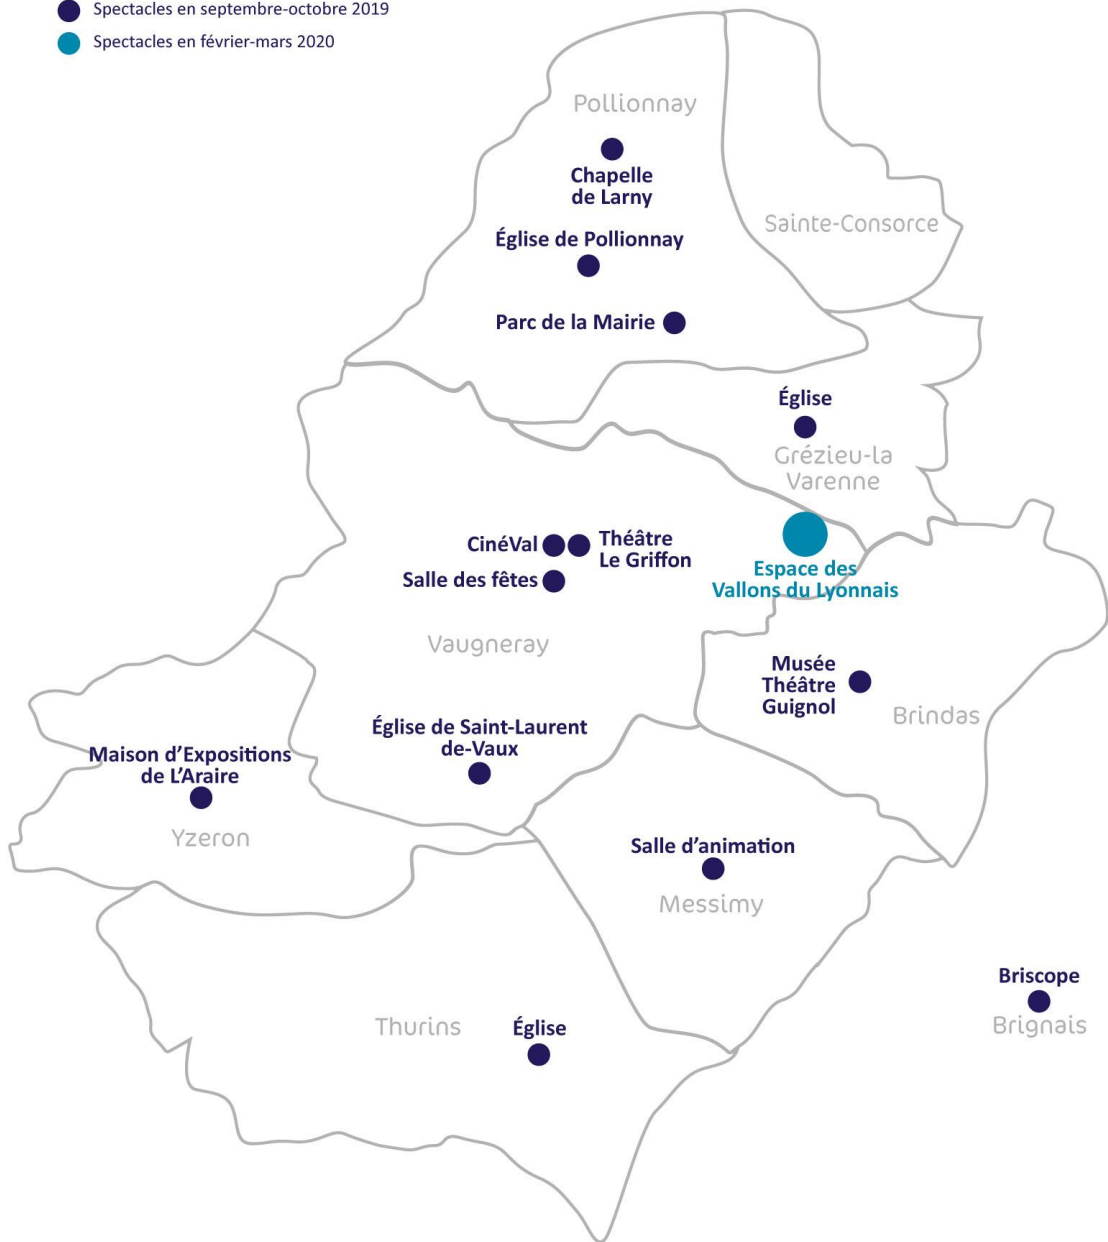 Spectacles en septembre-octobre 2019
Spectacles en février-mars 2020
Pollionnay
Chapelle
de Larny
Sainte-Consorce
Église de Pollionnay
Parc de la Mairie
Église
Grézieu-la
Varenne
CinéVal
Théâtre
Le Griffon
Salle des fêtes
Espace des
Vallons du Lyonnais
Vaugneray
Musée
Théâtre
Guignol
Brindas
Église de Saint-Laurent
de-Vaux
Maison d'Expositions
de L'Araire
Yzeron
Salle d'animation
Messimy
Briscope
Brignais
Thurins
Église